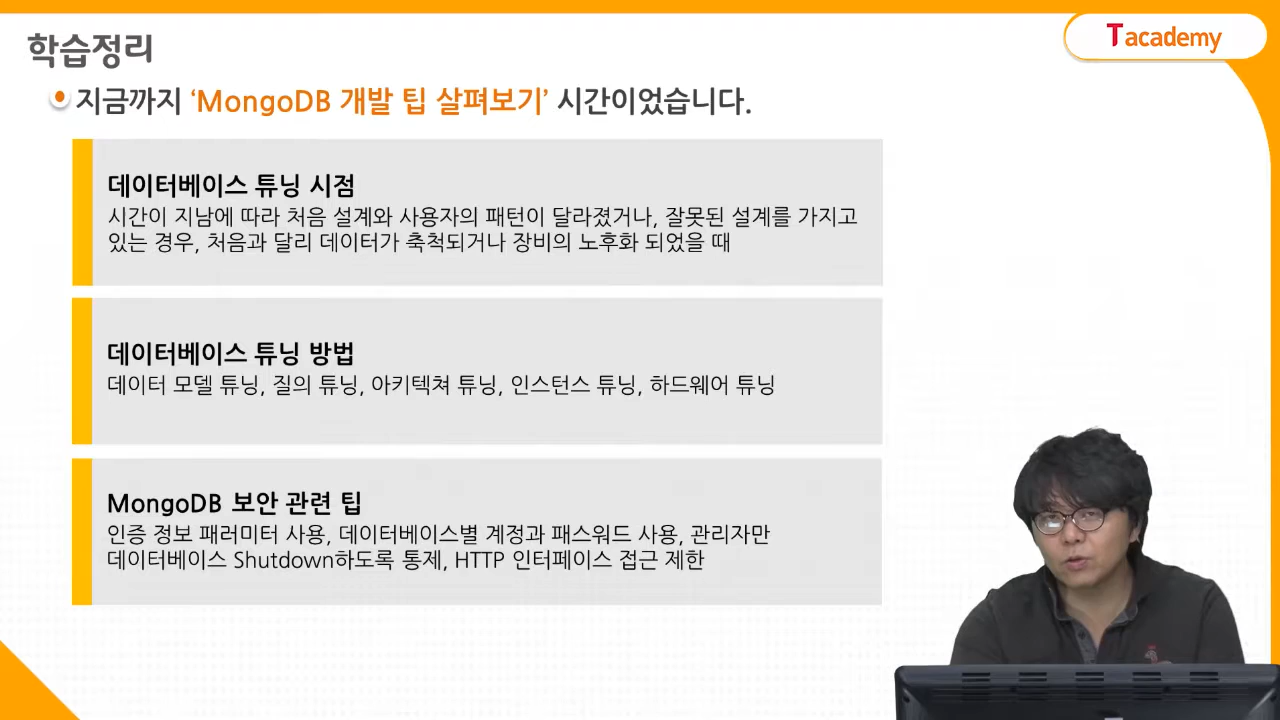 학습정리
T academy
지금까지 ‘MongoDB 개발 팁 살펴보기’ 시간이었습니다.
데이터베이스 튜닝 시점
시간이 지남에 따라 처음 설계와 사용자의 패턴이 달라졌거나, 잘못된 설계를 가지고
있는 경우, 처음과 달리 데이터가 축척되거나 장비의 노후화 되었을 때
데이터베이스 튜닝 방법
데이터 모델 튜닝, 질의 튜닝, 아키텍쳐 튜닝, 인스턴스 튜닝, 하드웨어 튜닝
MongoDB 보안 관련 팁
인증 정보 패러미터 사용, 데이터베이스별 계정과 패스워드 사용, 관리자만
데이터베이스 Shutdown하도록 통제, HTTP 인터페이스 접근 제한